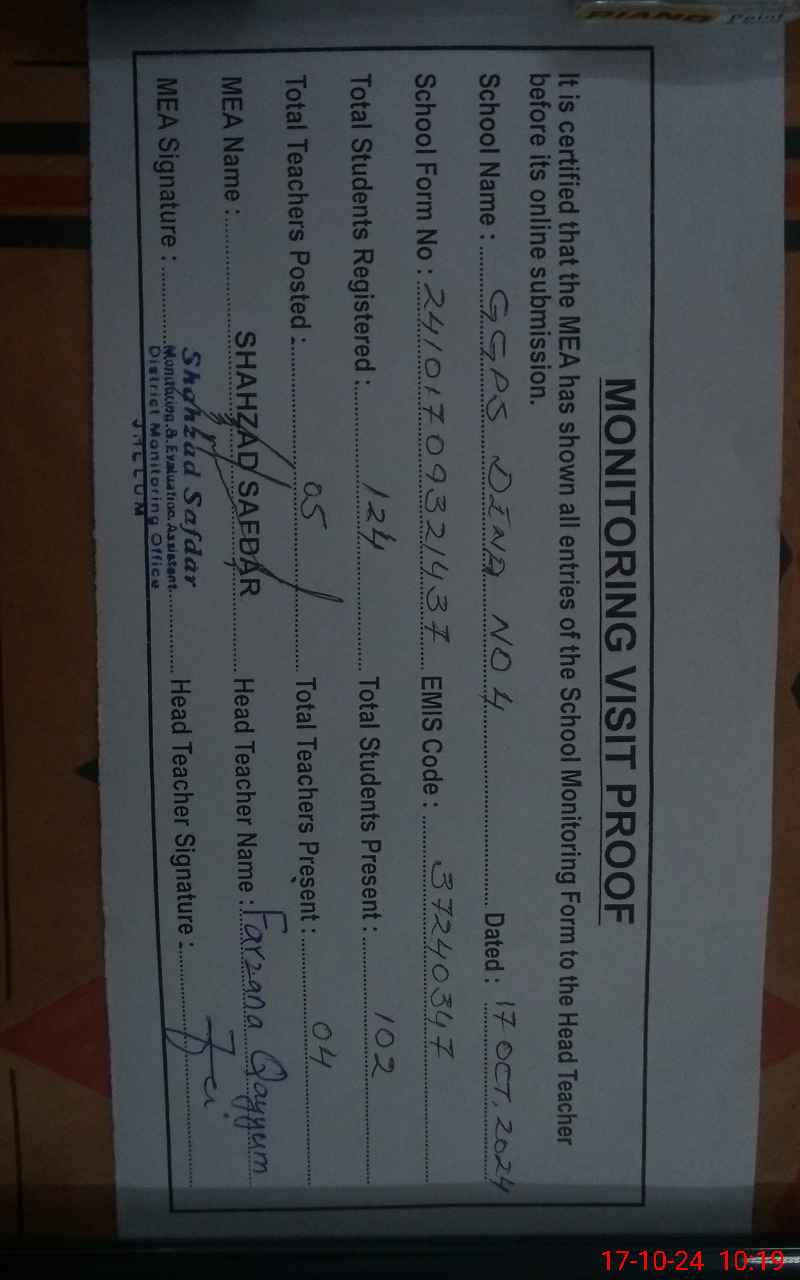 MONITORING VISIT PROOF
It is certified that the MEA has shown all entries of the School Monitoring Form to the Head Teacher
before its online submission.
School Name : GGPS DINA NO 4 Dated : 17 OCT, 2024
School Form No : 24101709321437 EMIS Code : 37240347
Total Students Registered : 124 Total Students Present : 102
Total Teachers Posted : 05 Total Teachers Present : 04
MEA Name : SHAHZAD SAFDAR Head Teacher Name : Farzana Qayyum
MEA Signature : Head Teacher Signature :
Shahzad Safdar
Monitoring & Evaluation Assistant
District Monitoring Office
JHELUM
PIANO Point
17-10-24 10:19